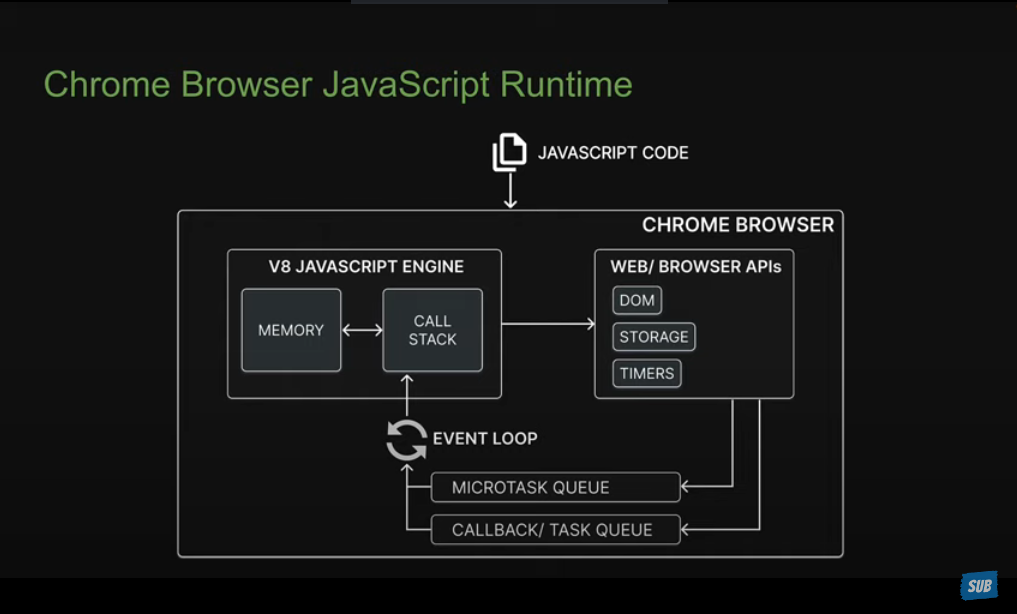 Chrome Browser JavaScript Runtime
JAVASCRIPT CODE
CHROME BROWSER
V8 JAVASCRIPT ENGINE
MEMORY
CALL
STACK
WEB/ BROWSER APIs
DOM
STORAGE
TIMERS
EVENT LOOP
MICROTASK QUEUE
CALLBACK/ TASK QUEUE
SUB